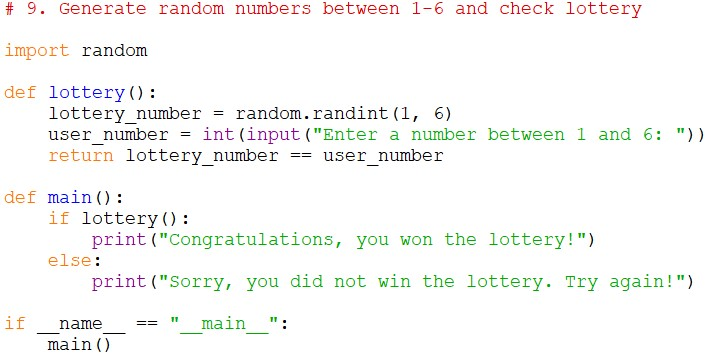 # 9. Generate random numbers between 1-6 and check lottery
import random
def lottery():
    lottery_number = random.randint(1, 6)
    user_number = int(input("Enter a number between 1 and 6: "))
    return lottery_number == user_number
def main():
    if lottery():
        print("Congratulations, you won the lottery!")
    else:
        print("Sorry, you did not win the lottery. Try again!")
if __name__ == "__main__":
    main()